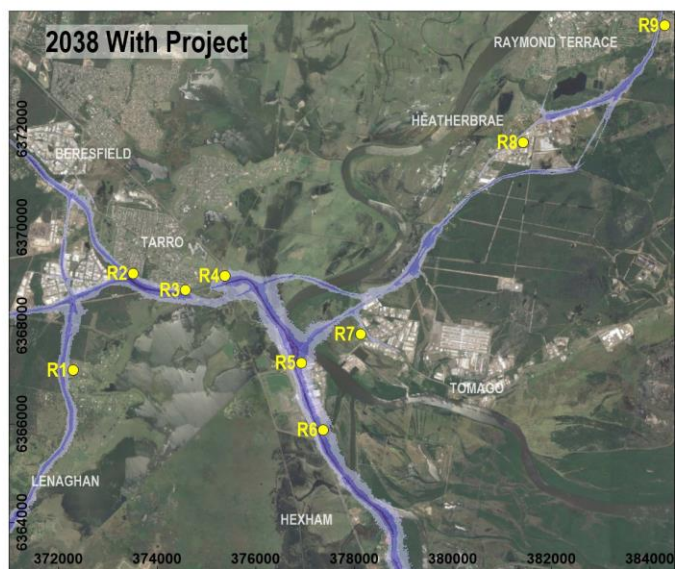 2038 With Project
R9
RAYMOND TERRACE
6372000
HEATHERBRAE
R8
BERESFIELD
6370000
TARRO
R2
R4
R3
6368000
R7
R5
R1
TOMAGO
6366000
R6
LENAGHAN
6364000
HEXHAM
372000 374000 376000 378000 380000 382000 384000